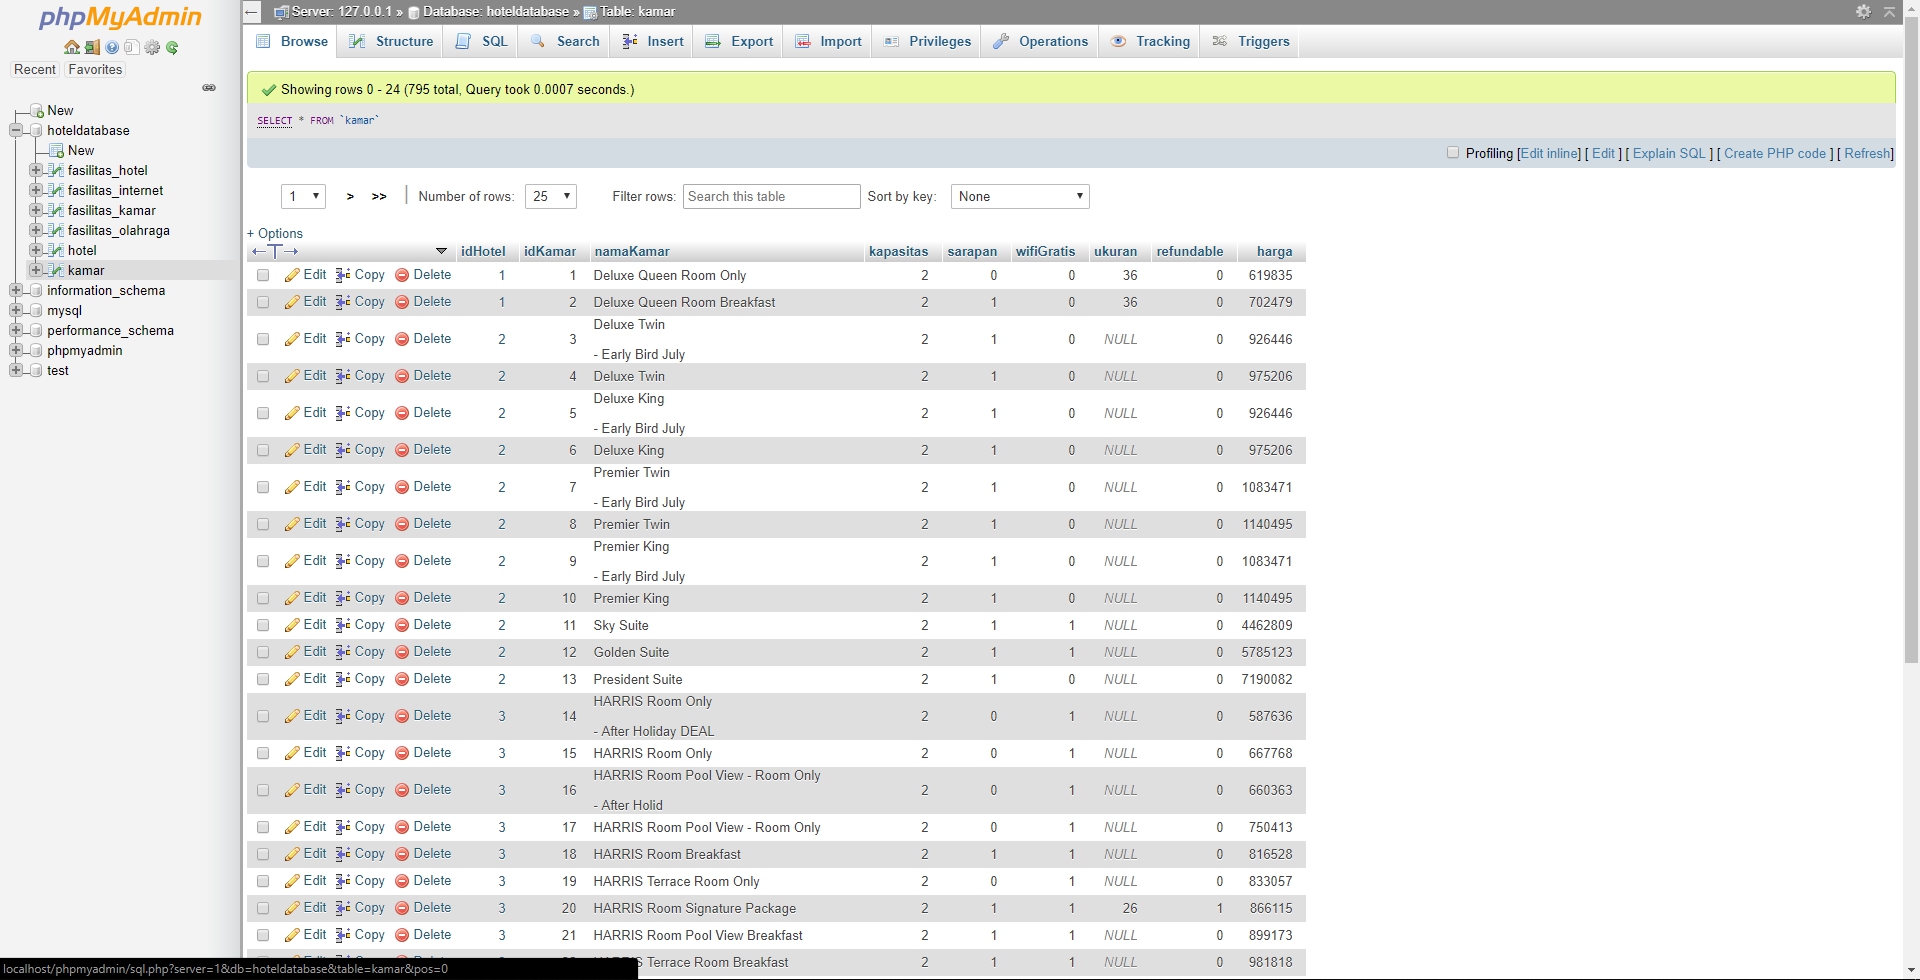 phpMyAdmin
Recent Favorites
New
hoteldatabase
New
fasilitas_hotel
fasilitas_internet
fasilitas_kamar
fasilitas_olahraga
hotel
kamar
information_schema
mysql
performance_schema
phpmyadmin
test
Server: 127.0.0.1 » Database: hoteldatabase » Table: kamar
Browse Structure SQL Search Insert Export Import Privileges Operations Tracking Triggers
Showing rows 0 - 24 (795 total, Query took 0.0007 seconds.)
SELECT * FROM `kamar`
Profiling [Edit inline] [ Edit ] [ Explain SQL ] [ Create PHP code ] [ Refresh]
1 > >> | Number of rows: 25 Filter rows: Search this table Sort by key: None
+ Options
←T→ idHotel idKamar namaKamar kapasitas sarapan wifiGratis ukuran refundable harga
Edit Copy Delete 1 1 Deluxe Queen Room Only 2 0 0 36 0 619835
Edit Copy Delete 1 2 Deluxe Queen Room Breakfast 2 1 0 36 0 702479
Deluxe Twin
Edit Copy Delete 2 3 2 1 0 NULL 0 926446
- Early Bird July
Edit Copy Delete 2 4 Deluxe Twin 2 1 0 NULL 0 975206
Deluxe King
Edit Copy Delete 2 5 2 1 0 NULL 0 926446
- Early Bird July
Edit Copy Delete 2 6 Deluxe King 2 1 0 NULL 0 975206
Premier Twin
Edit Copy Delete 2 7 2 1 0 NULL 0 1083471
- Early Bird July
Edit Copy Delete 2 8 Premier Twin 2 1 0 NULL 0 1140495
Premier King
Edit Copy Delete 2 9 2 1 0 NULL 0 1083471
- Early Bird July
Edit Copy Delete 2 10 Premier King 2 1 0 NULL 0 1140495
Edit Copy Delete 2 11 Sky Suite 2 1 1 NULL 0 4462809
Edit Copy Delete 2 12 Golden Suite 2 1 1 NULL 0 5785123
Edit Copy Delete 2 13 President Suite 2 1 0 NULL 0 7190082
HARRIS Room Only
Edit Copy Delete 3 14 2 0 1 NULL 0 587636
- After Holiday DEAL
Edit Copy Delete 3 15 HARRIS Room Only 2 0 1 NULL 0 667768
HARRIS Room Pool View - Room Only
Edit Copy Delete 3 16 2 0 1 NULL 0 660363
- After Holid
Edit Copy Delete 3 17 HARRIS Room Pool View - Room Only 2 0 1 NULL 0 750413
Edit Copy Delete 3 18 HARRIS Room Breakfast 2 1 1 NULL 0 816528
Edit Copy Delete 3 19 HARRIS Terrace Room Only 2 0 1 NULL 0 833057
Edit Copy Delete 3 20 HARRIS Room Signature Package 2 1 1 26 1 866115
Edit Copy Delete 3 21 HARRIS Room Pool View Breakfast 2 1 1 NULL 0 899173
S Terrace Room Breakfast 2 1 1 NULL 0 981818
localhost/phpmyadmin/sql.php?server=1&db=hoteldatabase&table=kamar&pos=0